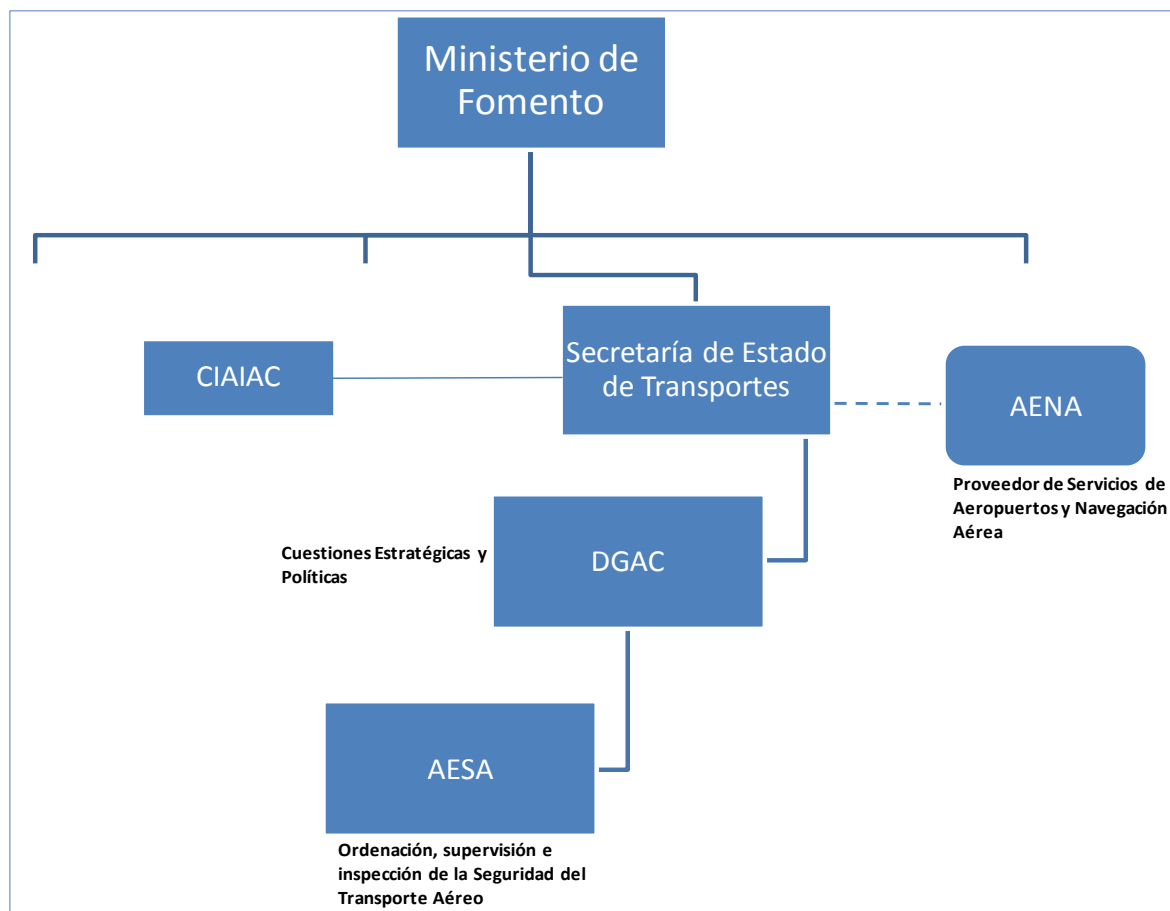 Ministerio de
Fomento
Secretaría de Estado
de Transportes
CIAIAC
AENA
Proveedor de Servicios de
Aeropuertos y Navegación
Aérea
Cuestiones Estratégicas y
Políticas
DGAC
AESA
Ordenación, supervisión e
inspección de la Seguridad del
Transporte Aéreo